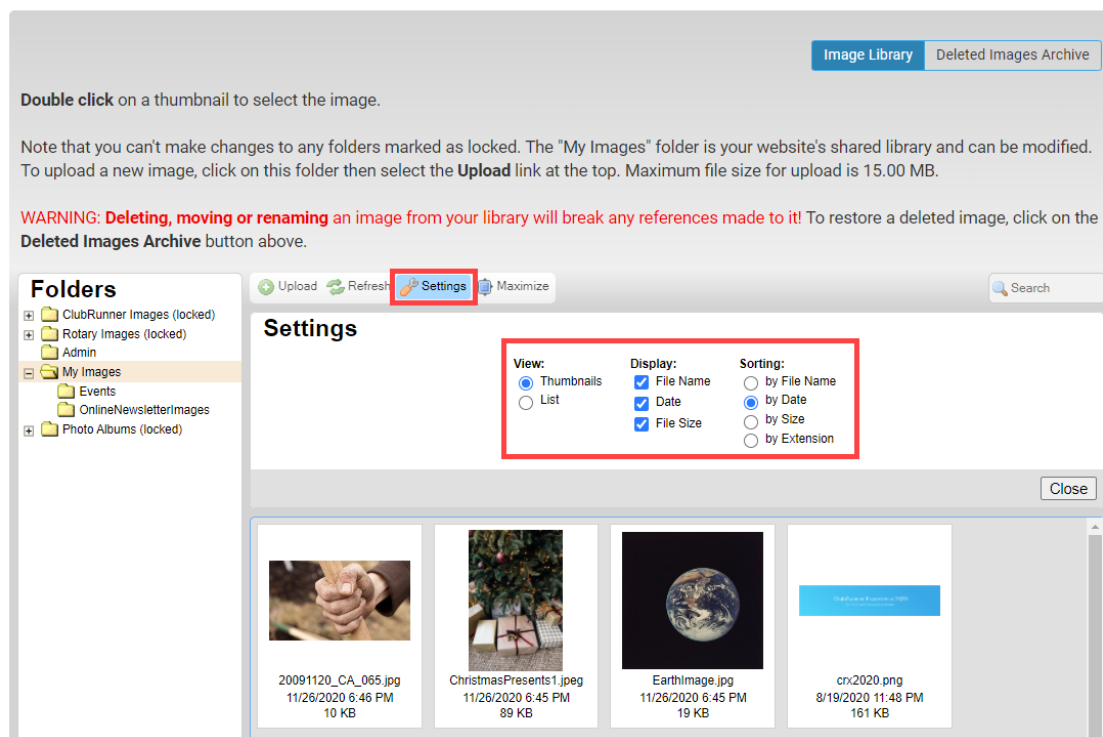 Image Library Deleted Images Archive
Double click on a thumbnail to select the image.
Note that you can't make changes to any folders marked as locked. The "My Images" folder is your website's shared library and can be modified.
To upload a new image, click on this folder then select the Upload link at the top. Maximum file size for upload is 15.00 MB.
WARNING: Deleting, moving or renaming an image from your library will break any references made to it! To restore a deleted image, click on the
Deleted Images Archive button above.
Folders
ClubRunner Images (locked)
Rotary Images (locked)
Admin
My Images
Events
OnlineNewsletterImages
Photo Albums (locked)
Upload Refresh Settings Maximize Search
Settings
View: Display: Sorting:
Thumbnails File Name by File Name
List Date by Date
File Size by Size
by Extension
Close
20091120_CA_065.jpg
11/26/2020 6:46 PM
10 KB
ChristmasPresents1.jpeg
11/26/2020 6:45 PM
89 KB
EarthImage.jpg
11/26/2020 6:45 PM
19 KB
crx2020.png
8/19/2020 11:48 PM
161 KB